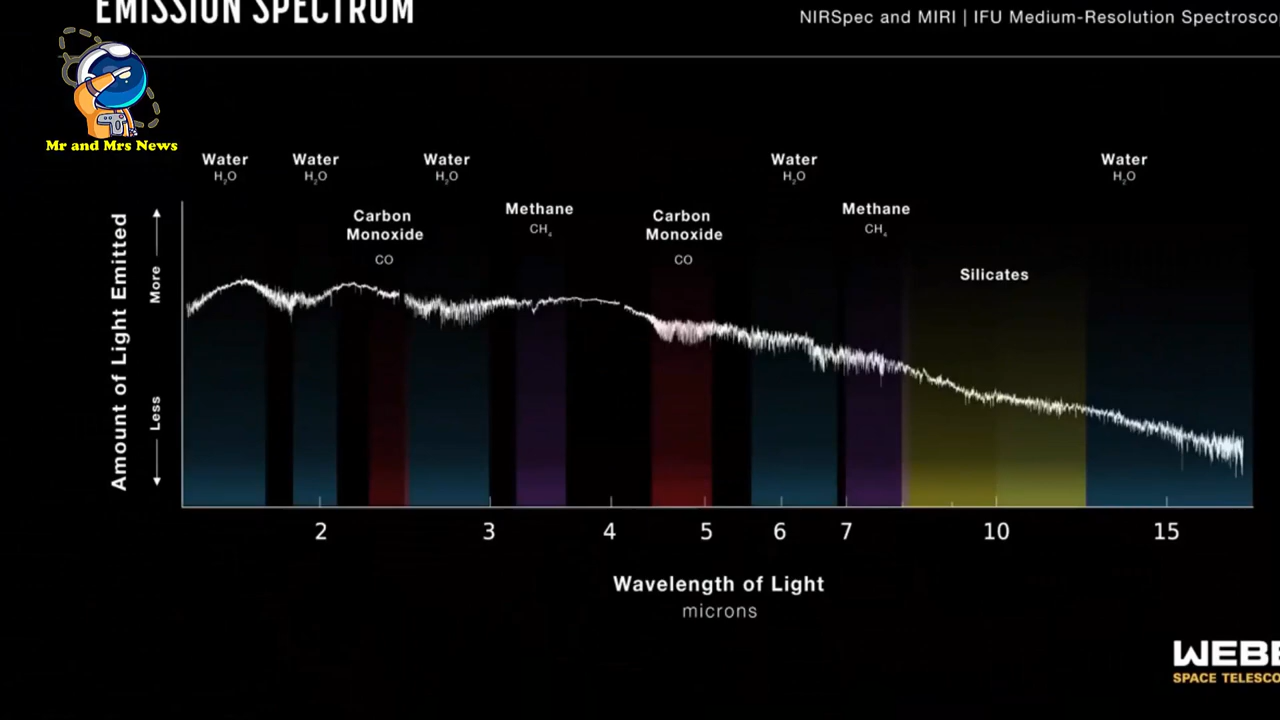 EMISSION SPECTRUM
NIRSpec and MIRI | IFU Medium-Resolution Spectrosco
Mr and Mrs News
Water
H₂O
Water
H₂O
Water
H₂O
Water
H₂O
Water
H₂O
Carbon
Monoxide
CO
Methane
CH₄
Carbon
Monoxide
CO
Methane
CH₄
Silicates
Amount of Light Emitted
More
Less
2 3 4 5 6 7 10 15
Wavelength of Light
microns
WEBB
SPACE TELESCO